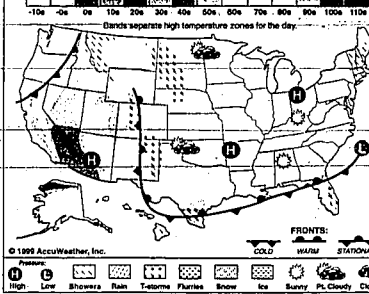 -10s -0s 0s 10s 20s 30s 40s 50s 60s 70s 80s 90s 100s 110s
Bands separate high temperature zones for the day.
H
H
H
L
© 1999 AccuWeather, Inc.
FRONTS:
COLD WARM STATIONA
Pressure:
H L
High Low Showers Rain T-storms Flurries Snow Ice Sunny Pt. Cloudy Clo